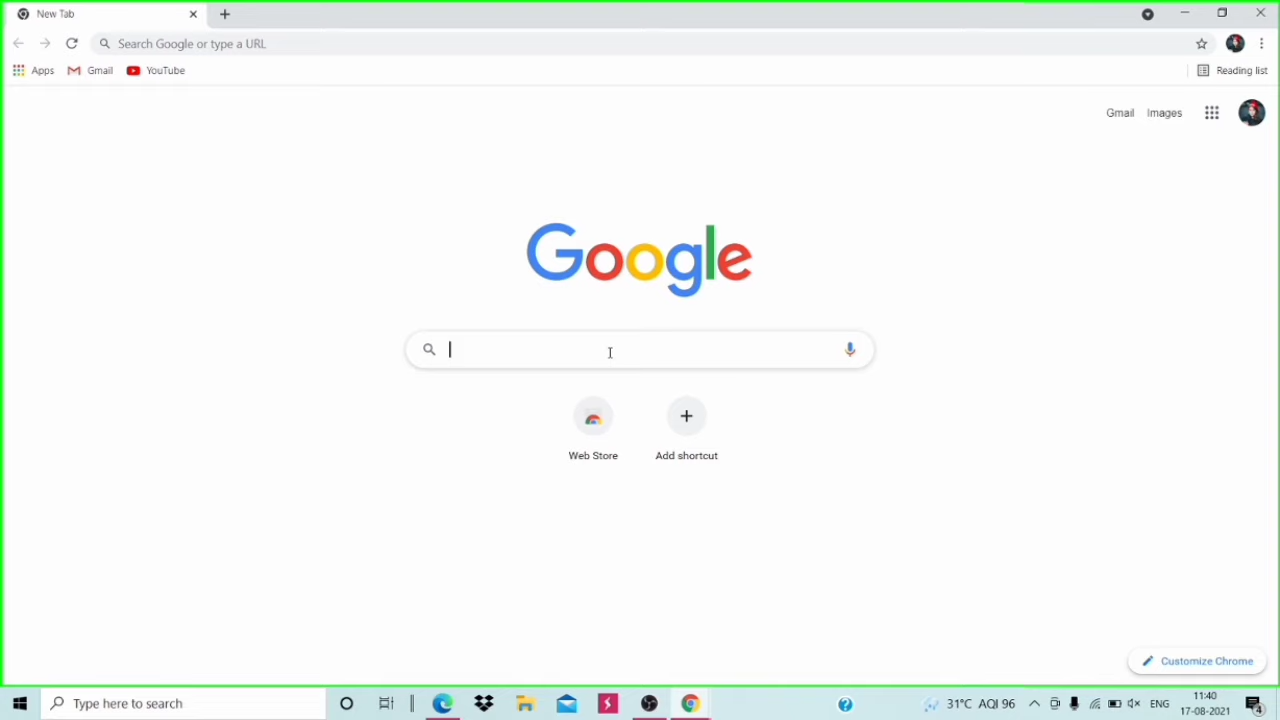 New Tab
Search Google or type a URL
Apps Gmail YouTube Reading list
Gmail Images
Google
Web Store Add shortcut
Customize Chrome
Type here to search 31°C AQI 96 ENG 11:40
17-08-2021 4